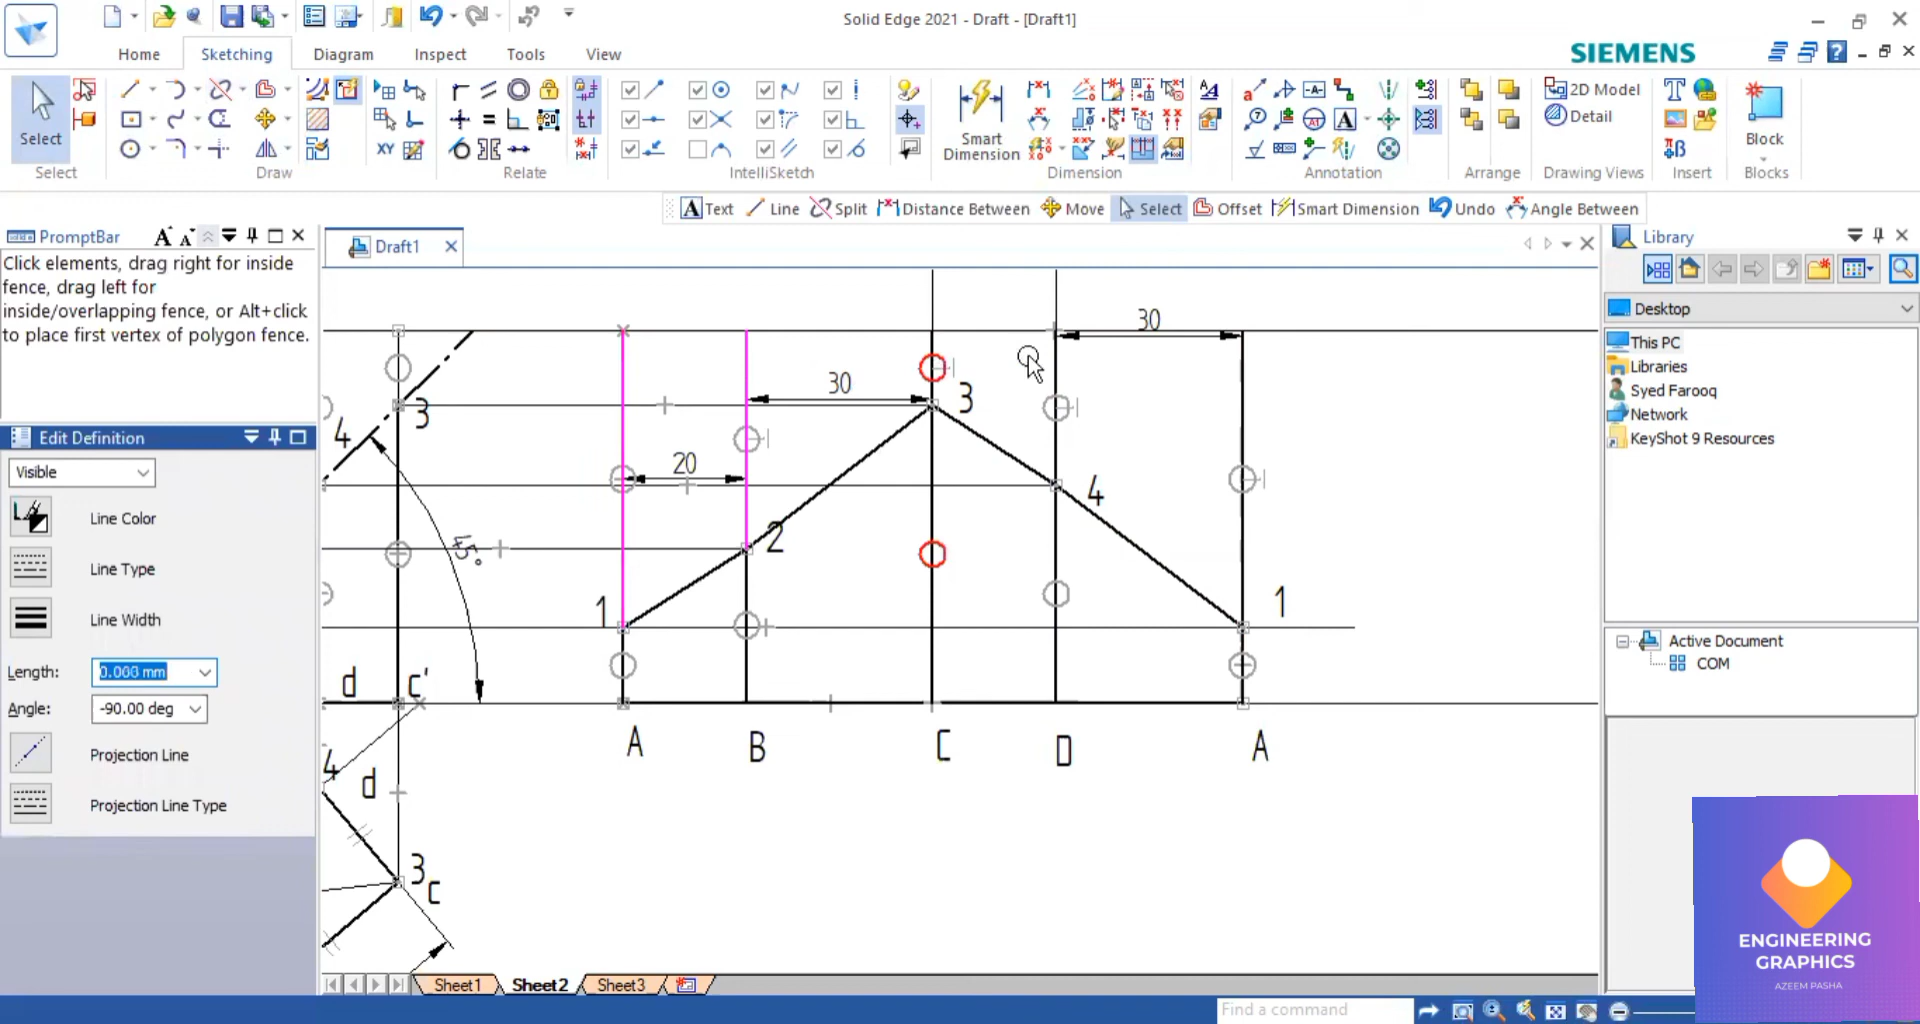 Solid Edge 2021 - Draft - [Draft1]
Home
Sketching
Diagram
Inspect
Tools
View
SIEMENS
Select
Smart
Dimension
XY
2D Model
Detail
Block
Select
Draw
Relate
IntelliSketch
Dimension
Annotation
Arrange
Drawing Views
Insert
Blocks
Text
Line
Split
Distance Between
Move
Select
Offset
Smart Dimension
Undo
Angle Between
PromptBar
Click elements, drag right for inside
fence, drag left for
inside/overlapping fence, or Alt+click
to place first vertex of polygon fence.
Edit Definition
Visible
Line Color
Line Type
Line Width
Length:
0.000 mm
Angle:
-90.00 deg
Projection Line
Projection Line Type
Draft1
30
30
3
3
4
20
4
45°
2
1
1
d
c'
A
B
C
D
A
4
d
3
c
Sheet1
Sheet2
Sheet3
Library
Desktop
This PC
Libraries
Syed Farooq
Network
KeyShot 9 Resources
Active Document
COM
ENGINEERING
GRAPHICS
AZEEM PASHA
Find a command